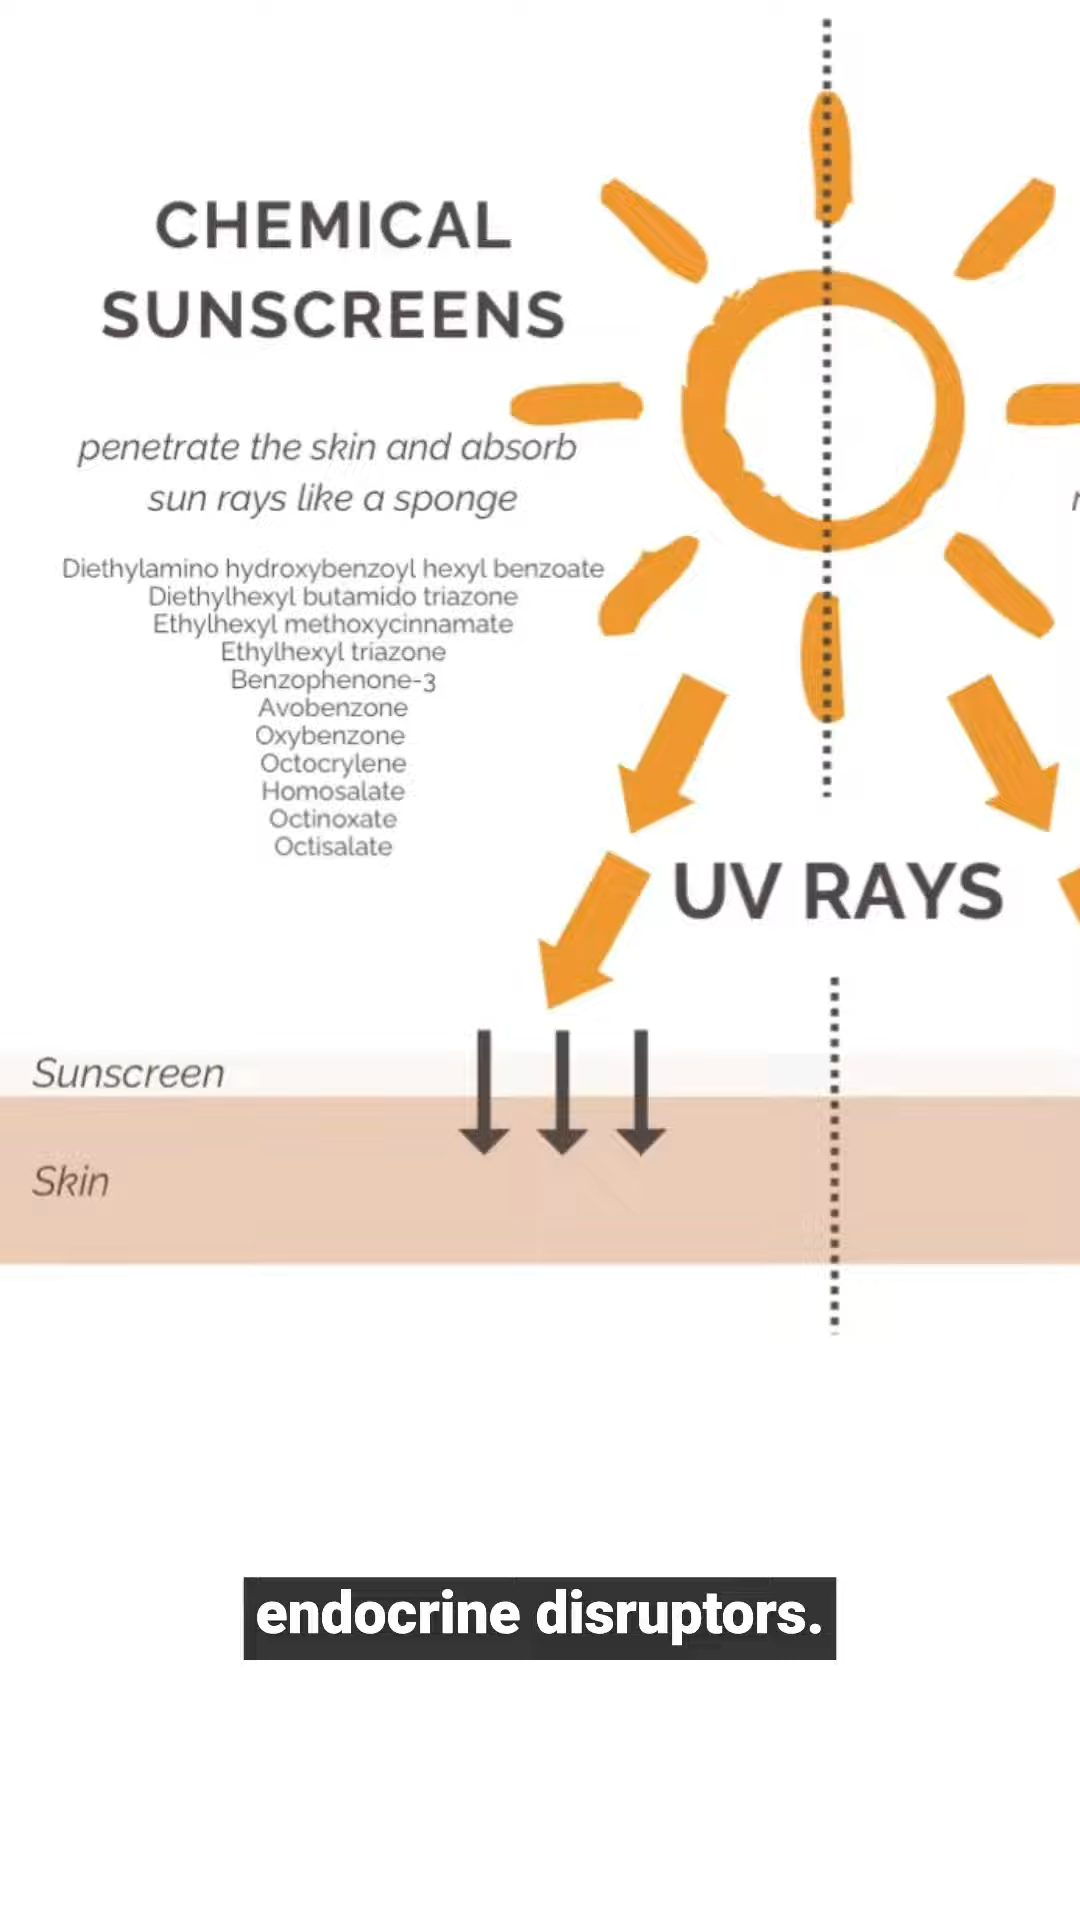 CHEMICAL
SUNSCREENS
penetrate the skin and absorb
sun rays like a sponge
Diethylamino hydroxybenzoyl hexyl benzoate
Diethylhexyl butamido triazone
Ethylhexyl methoxycinnamate
Ethylhexyl triazone
Benzophenone-3
Avobenzone
Oxybenzone
Octocrylene
Homosalate
Octinoxate
Octisalate
UV RAYS
Sunscreen
Skin
endocrine disruptors.